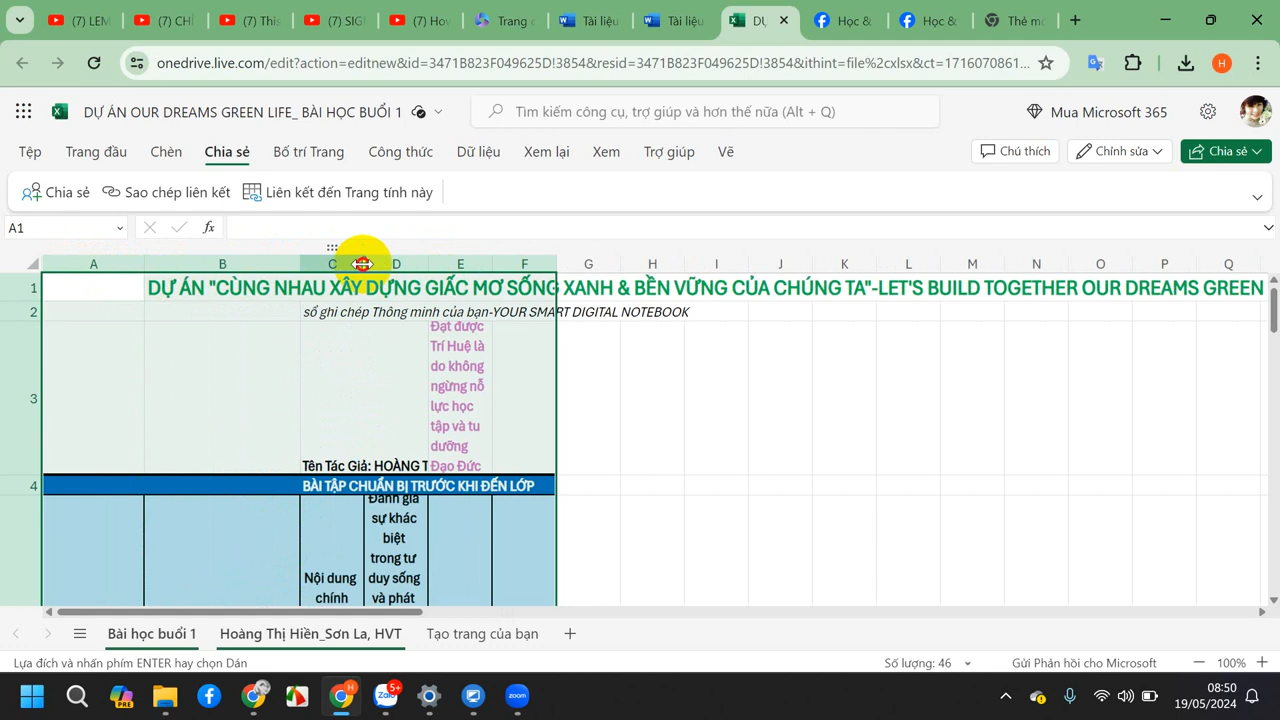 (7) LEM
(7) CHỈ
(7) Thiế
(7) SIG
(7) How
Trang c
Tài liệu
Tài liệu
DỰ
Học &
Học &
Thẻ mớ
onedrive.live.com/edit?action=editnew&id=3471B823F049625D!3854&resid=3471B823F049625D!3854&ithint=file%2cxlsx&ct=1716070861...
H
DỰ ÁN OUR DREAMS GREEN LIFE_ BÀI HỌC BUỔI 1
Tìm kiếm công cụ, trợ giúp và hơn thế nữa (Alt + Q)
Mua Microsoft 365
Tệp Trang đầu Chèn Chia sẻ Bố trí Trang Công thức Dữ liệu Xem lại Xem Trợ giúp Vẽ
Chú thích Chỉnh sửa Chia sẻ
Chia sẻ Sao chép liên kết Liên kết đến Trang tính này
A1 fx
A B C D E F G H I J K L M N O P Q
1 DỰ ÁN "CÙNG NHAU XÂY DỰNG GIẤC MƠ SỐNG XANH & BỀN VỮNG CỦA CHÚNG TA"-LET'S BUILD TOGETHER OUR DREAMS GREEN
2 sổ ghi chép Thông minh của bạn-YOUR SMART DIGITAL NOTEBOOK
Đạt được
Trí Huệ là
do không
ngừng nỗ
3
lực học
tập và tu
dưỡng
Tên Tác Giả: HOÀNG T Đạo Đức
4 BÀI TẬP CHUẨN BỊ TRƯỚC KHI ĐẾN LỚP
Đánh giá
sự khác
biệt
trong tư
Nội dung duy sống
chính và phát
Bài học buổi 1 Hoàng Thị Hiền_Sơn La, HVT Tạo trang của bạn
Lựa đích và nhấn phím ENTER hay chọn Dán
Số lượng: 46
Gửi Phản hồi cho Microsoft
100%
PRE
H
Zalo
5+
zoom
08:50
19/05/2024